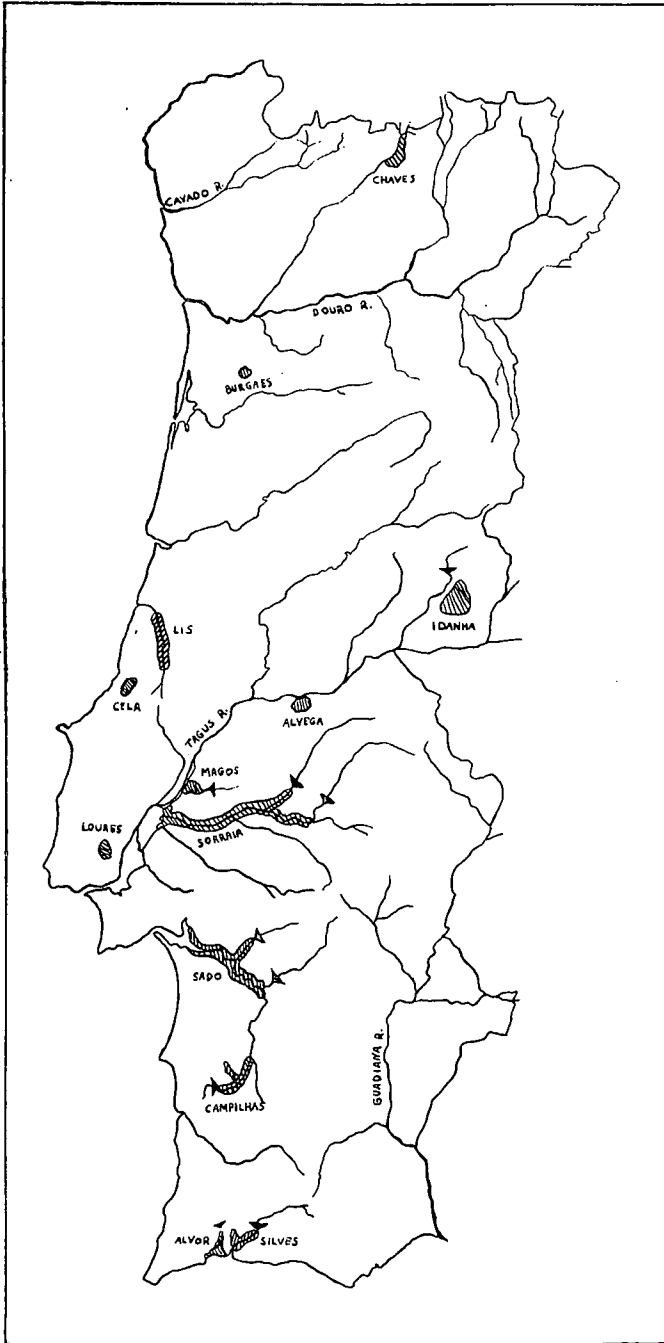 CAVADO R.
CHAVES
DOURO R.
BURGAES
IDANHA
LIS
CELA
TAGUS R.
ALVEGA
MAGOS
LOURES
SORRAIA
SADO
GUADIANA R.
CAMPILHAS
ALVOR
SILVES